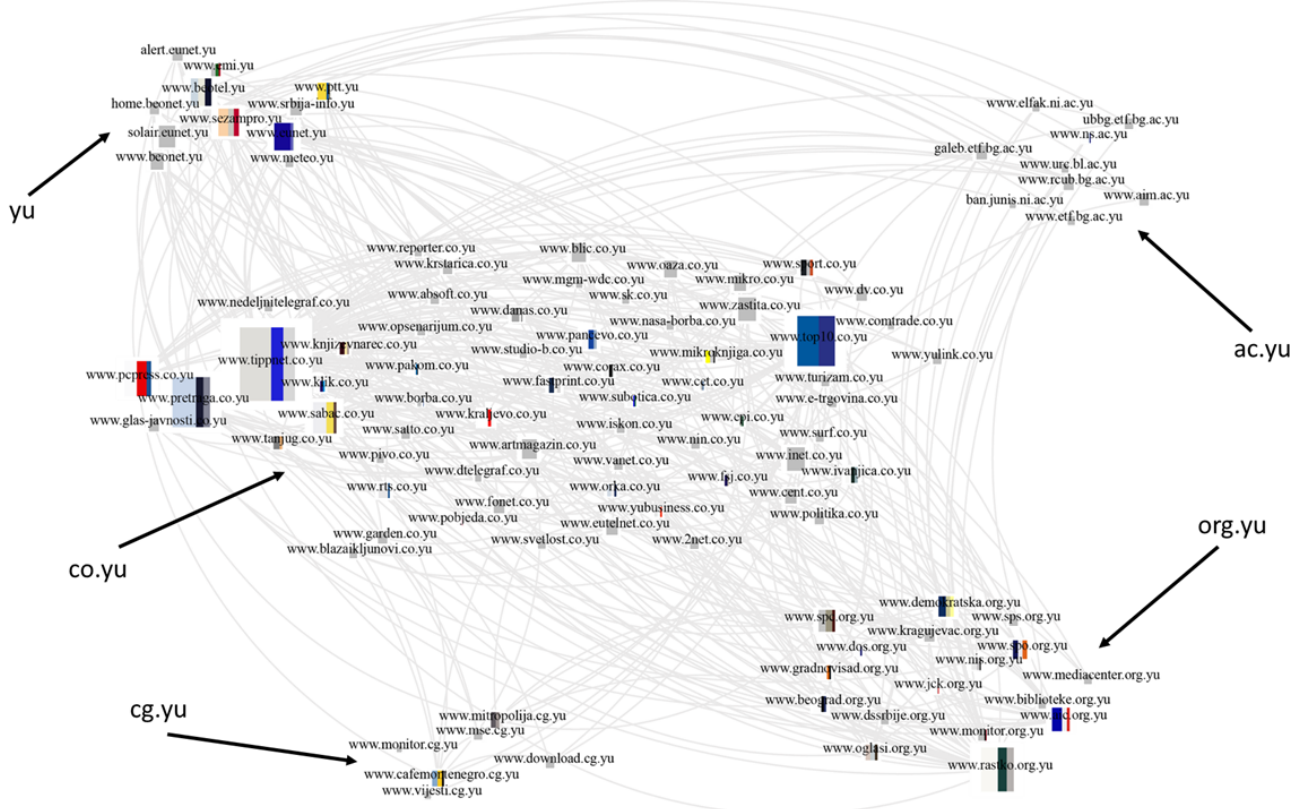 alert.eunet.yu
www.emi.yu
www.beotel.yu
www.ptt.yu
home.beonet.yu
www.srbija-info.yu
www.sezampro.yu
solair.eunet.yu
www.eunet.yu
www.beonet.yu
www.meteo.yu
yu
www.elfak.ni.ac.yu
ubbg.etf.bg.ac.yu
www.ns.ac.yu
galeb.etf.bg.ac.yu
www.urc.bl.ac.yu
www.rcub.bg.ac.yu
www.aim.ac.yu
ban.junis.ni.ac.yu
www.etf.bg.ac.yu
ac.yu
www.reporter.co.yu
www.blic.co.yu
www.krstarica.co.yu
www.oaza.co.yu
www.sport.co.yu
www.mgm-wdc.co.yu
www.mikro.co.yu
www.absoft.co.yu
www.sk.co.yu
www.dv.co.yu
www.nedeljnitelegraf.co.yu
www.danas.co.yu
www.zastita.co.yu
www.opsenarijum.co.yu
www.nasa-borba.co.yu
www.comtrade.co.yu
www.pancevo.co.yu
www.top10.co.yu
www.knjizevnarec.co.yu
www.studio-b.co.yu
www.mikroknjiga.co.yu
www.yulink.co.yu
www.tippnet.co.yu
www.pakom.co.yu
www.corax.co.yu
www.pcpress.co.yu
www.klik.co.yu
www.fastprint.co.yu
www.cet.co.yu
www.turizam.co.yu
www.pretraga.co.yu
www.borba.co.yu
www.subotica.co.yu
www.e-trgovina.co.yu
www.glas-javnosti.co.yu
www.sabac.co.yu
www.kraljevo.co.yu
www.iskon.co.yu
www.epi.co.yu
www.tanjug.co.yu
www.satto.co.yu
www.nin.co.yu
www.surf.co.yu
www.pivo.co.yu
www.artmagazin.co.yu
www.vanet.co.yu
www.inet.co.yu
www.dtelegraf.co.yu
www.fsj.co.yu
www.ivanjica.co.yu
www.rts.co.yu
www.orka.co.yu
www.cent.co.yu
www.fonet.co.yu
www.yubusiness.co.yu
www.politika.co.yu
www.pobjeda.co.yu
www.eutelnet.co.yu
www.garden.co.yu
www.svetlost.co.yu
www.2net.co.yu
www.blazaikljunovi.co.yu
co.yu
org.yu
www.demokratska.org.yu
www.spc.org.yu
www.sps.org.yu
www.kragujevac.org.yu
www.dos.org.yu
www.spo.org.yu
www.nis.org.yu
www.gradnovisad.org.yu
www.mediacenter.org.yu
www.jck.org.yu
www.beograd.org.yu
www.biblioteke.org.yu
www.dssrbije.org.yu
www.monitor.org.yu
www.oglasi.org.yu
www.rastko.org.yu
cg.yu
www.mitropolija.cg.yu
www.mse.cg.yu
www.monitor.cg.yu
www.download.cg.yu
www.cafemontenegro.cg.yu
www.vijesti.cg.yu